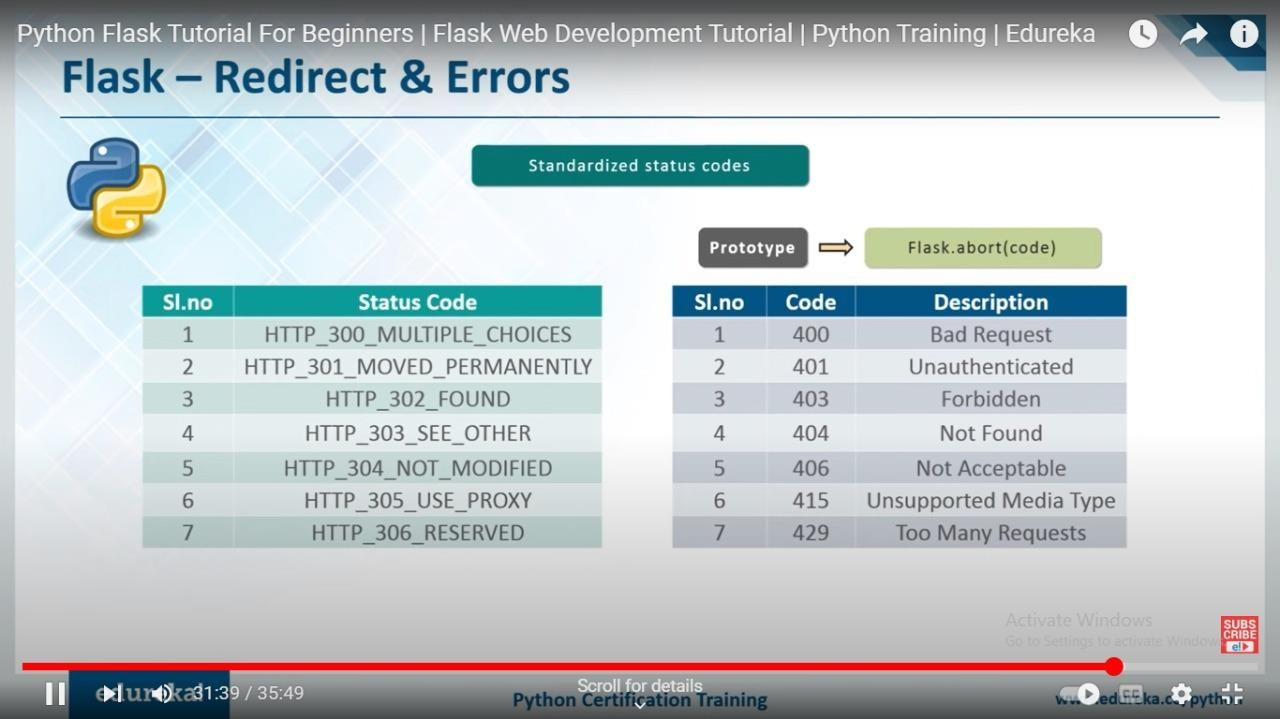 Python Flask Tutorial For Beginners | Flask Web Development Tutorial | Python Training | Edureka
Flask – Redirect & Errors
Standardized status codes
Prototype Flask.abort(code)
Sl.no Status Code
1 HTTP_300_MULTIPLE_CHOICES
2 HTTP_301_MOVED_PERMANENTLY
3 HTTP_302_FOUND
4 HTTP_303_SEE_OTHER
5 HTTP_304_NOT_MODIFIED
6 HTTP_305_USE_PROXY
7 HTTP_306_RESERVED
Sl.no Code Description
1 400 Bad Request
2 401 Unauthenticated
3 403 Forbidden
4 404 Not Found
5 406 Not Acceptable
6 415 Unsupported Media Type
7 429 Too Many Requests
Activate Windows
Go to Settings to activate Windows
SUBS
CRIBE
e!
edureka!
31:39 / 35:49
Scroll for details
Python Certification Training
CC